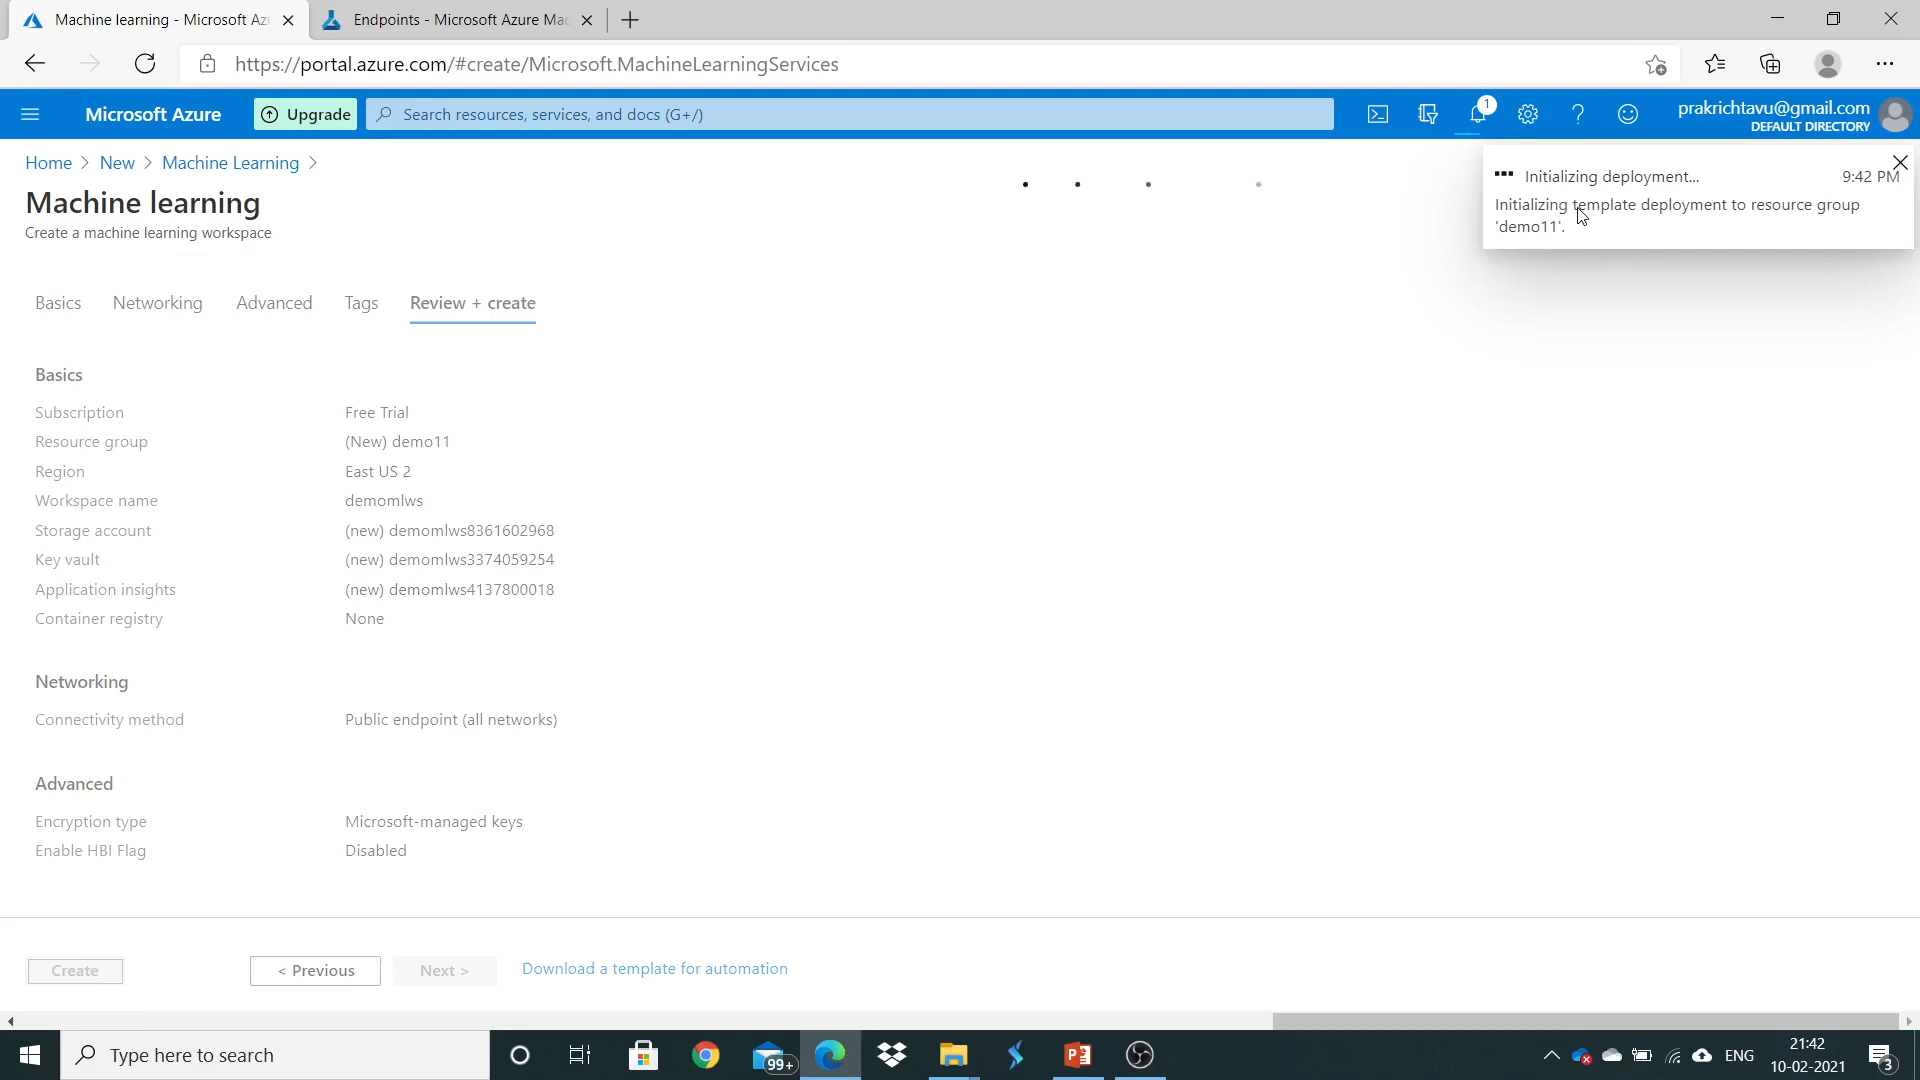 Machine learning - Microsoft Az
Endpoints - Microsoft Azure Mac
https://portal.azure.com/#create/Microsoft.MachineLearningServices
Microsoft Azure
Upgrade
Search resources, services, and docs (G+/)
1
prakrichtavu@gmail.com
DEFAULT DIRECTORY
Home > New > Machine Learning >
Machine learning
Create a machine learning workspace
Initializing deployment...
9:42 PM
Initializing template deployment to resource group
'demo11'.
Basics
Networking
Advanced
Tags
Review + create
Basics
Subscription Free Trial
Resource group (New) demo11
Region East US 2
Workspace name demomlws
Storage account (new) demomlws8361602968
Key vault (new) demomlws3374059254
Application insights (new) demomlws4137800018
Container registry None
Networking
Connectivity method Public endpoint (all networks)
Advanced
Encryption type Microsoft-managed keys
Enable HBI Flag Disabled
Create
< Previous
Next >
Download a template for automation
Type here to search
99+
ENG
21:42
10-02-2021
3